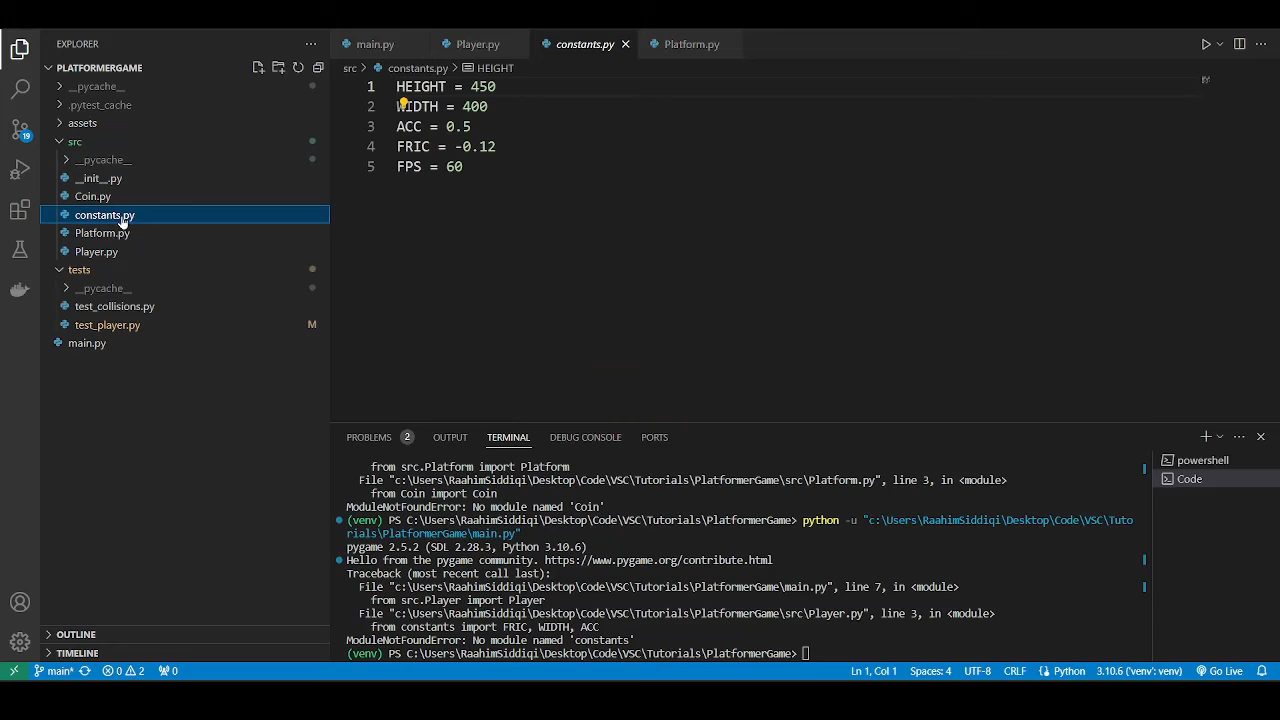 EXPLORER
PLATFORMERGAME
__pycache__
.pytest_cache
assets
src
__pycache__
__init__.py
Coin.py
constants.py
Platform.py
Player.py
tests
__pycache__
test_collisions.py
test_player.py M
main.py
OUTLINE
TIMELINE
19
main.py Player.py constants.py Platform.py
src > constants.py > HEIGHT
1 HEIGHT = 450
2 WIDTH = 400
3 ACC = 0.5
4 FRIC = -0.12
5 FPS = 60
PROBLEMS 2 OUTPUT TERMINAL DEBUG CONSOLE PORTS
from src.Platform import Platform
File "c:\Users\RaahimSiddiqi\Desktop\Code\VSC\Tutorials\PlatformerGame\src\Platform.py", line 3, in <module>
from Coin import Coin
ModuleNotFoundError: No module named 'Coin'
(venv) PS C:\Users\RaahimSiddiqi\Desktop\Code\VSC\Tutorials\PlatformerGame> python -u "c:\Users\RaahimSiddiqi\Desktop\Code\VSC\Tuto
rials\PlatformerGame\main.py"
pygame 2.5.2 (SDL 2.28.3, Python 3.10.6)
Hello from the pygame community. https://www.pygame.org/contribute.html
Traceback (most recent call last):
File "c:\Users\RaahimSiddiqi\Desktop\Code\VSC\Tutorials\PlatformerGame\main.py", line 7, in <module>
from src.Player import Player
File "c:\Users\RaahimSiddiqi\Desktop\Code\VSC\Tutorials\PlatformerGame\src\Player.py", line 3, in <module>
from constants import FRIC, WIDTH, ACC
ModuleNotFoundError: No module named 'constants'
(venv) PS C:\Users\RaahimSiddiqi\Desktop\Code\VSC\Tutorials\PlatformerGame>
powershell
Code
main* 0 2 0 Ln 1, Col 1 Spaces: 4 UTF-8 CRLF Python 3.10.6 ('venv': venv) Go Live